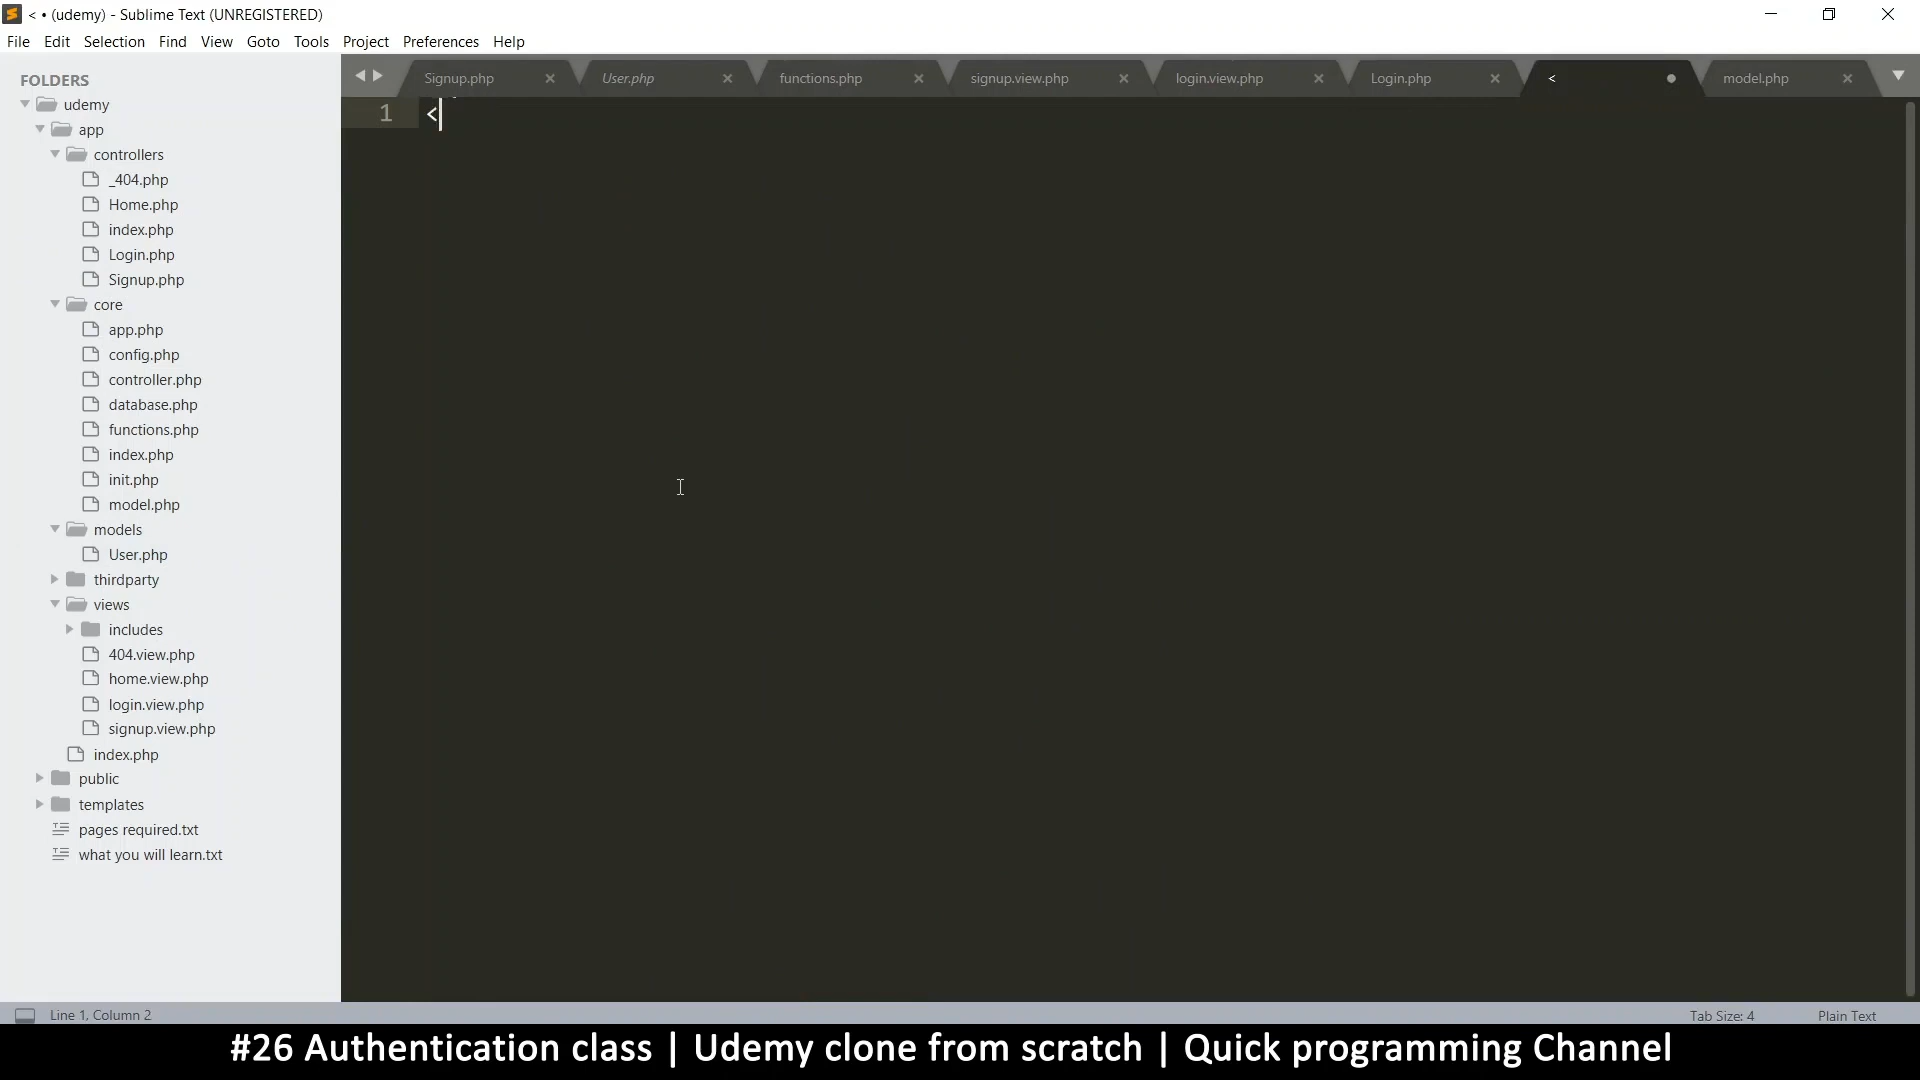 < • (udemy) - Sublime Text (UNREGISTERED)
File Edit Selection Find View Goto Tools Project Preferences Help
FOLDERS
udemy
app
controllers
_404.php
Home.php
index.php
Login.php
Signup.php
core
app.php
config.php
controller.php
database.php
functions.php
index.php
init.php
model.php
models
User.php
thirdparty
views
includes
404.view.php
home.view.php
login.view.php
signup.view.php
index.php
public
templates
pages required.txt
what you will learn.txt
Signup.php User.php functions.php signup.view.php login.view.php Login.php < model.php
1 <
Line 1, Column 2 Tab Size: 4 Plain Text
#26 Authentication class | Udemy clone from scratch | Quick programming Channel